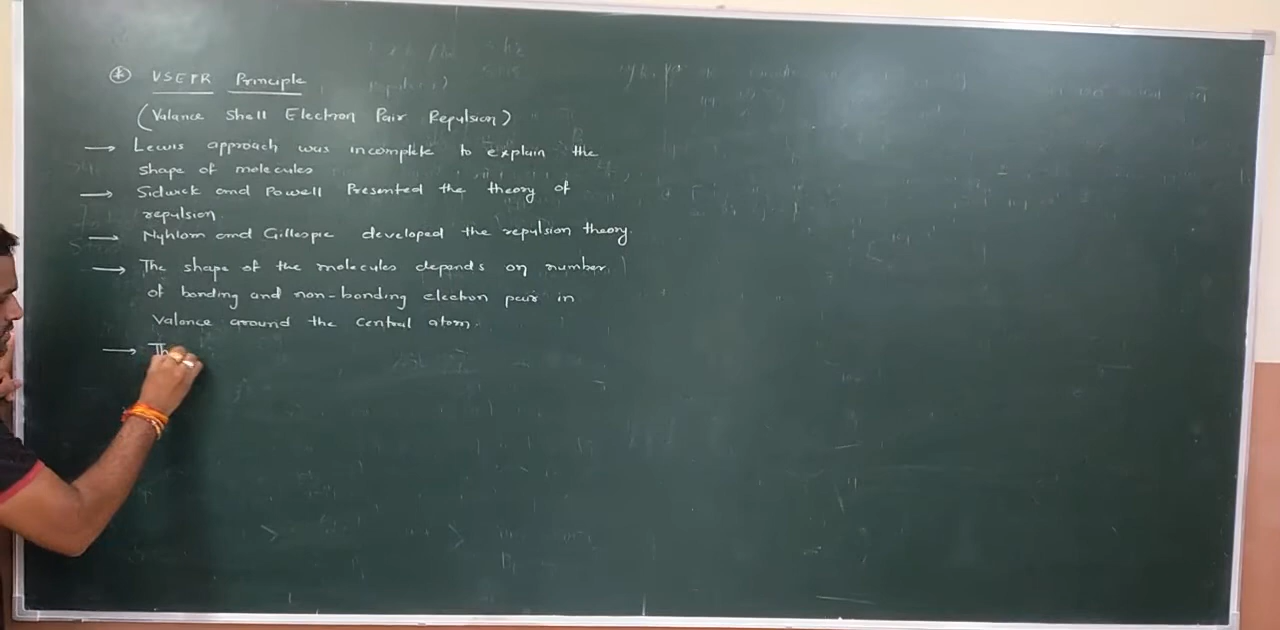 * VSEPR Principle
(Valance Shell Electron Pair Repulsion)
→ Lewis approach was incomplete to explain the
shape of molecules
→ Sidwick and Powell Presented the theory of
repulsion.
→ Nyhlom and Gillespie developed the repulsion theory.
→ The shape of the molecules depends on number
of bonding and non-bonding electron pair in
Valance around the central atom.
→ Th